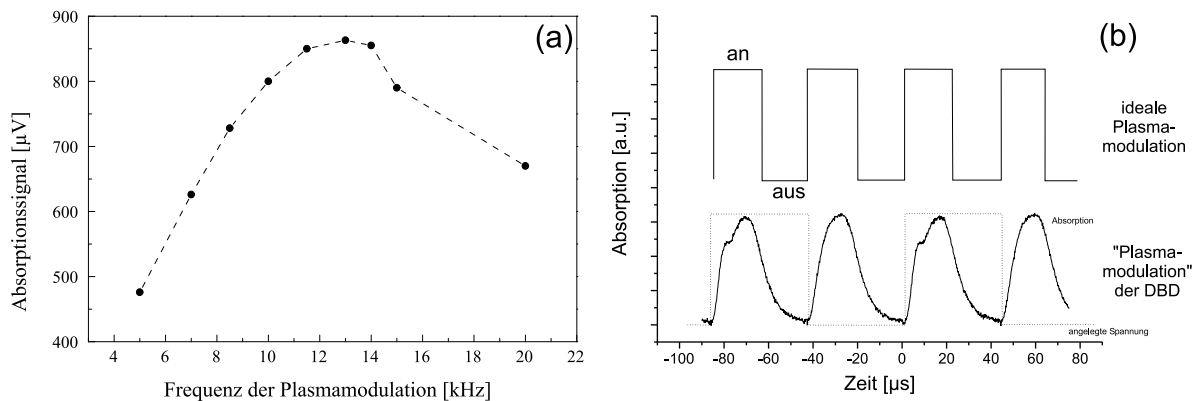 (a)
900
800
700
600
500
400
4 6 8 10 12 14 16 18 20 22
Absorptionssignal [µV]
Frequenz der Plasmamodulation [kHz]
(b)
an
aus
ideale
Plasma-
modulation
Absorption
"Plasma-
modulation"
der DBD
angelegte Spannung
Absorption [a.u.]
-100 -80 -60 -40 -20 0 20 40 60 80
Zeit [µs]